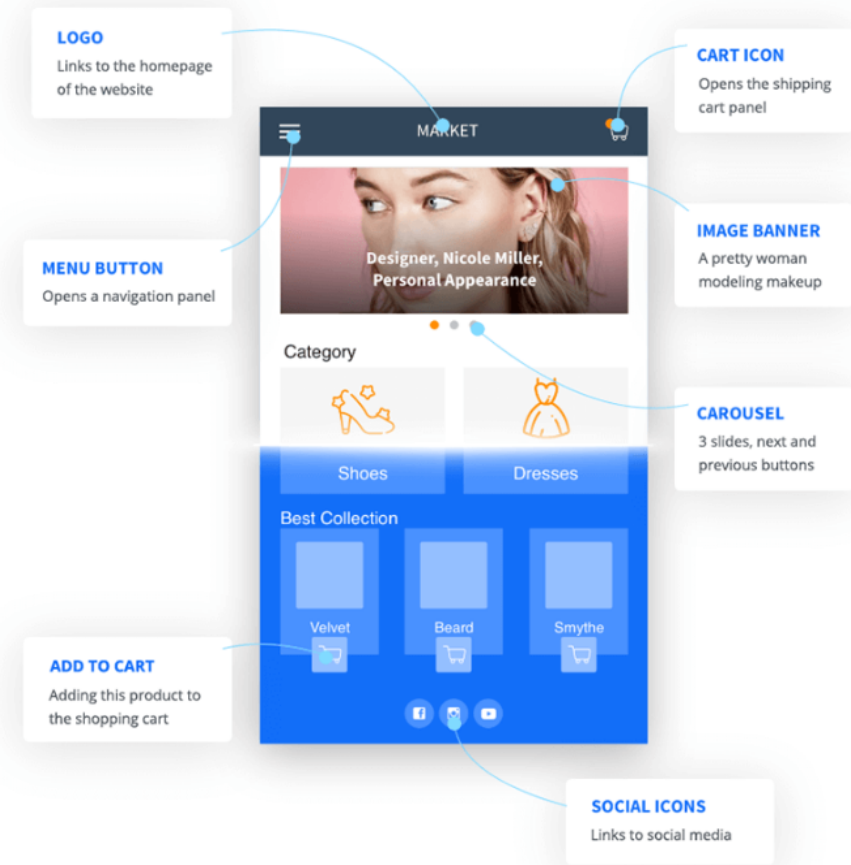 LOGO
Links to the homepage
of the website
CART ICON
Opens the shipping
cart panel
MARKET
IMAGE BANNER
A pretty woman
modeling makeup
MENU BUTTON
Opens a navigation panel
Designer, Nicole Miller,
Personal Appearance
Category
CAROUSEL
3 slides, next and
previous buttons
Shoes
Dresses
Best Collection
Velvet
Beard
Smythe
ADD TO CART
Adding this product to
the shopping cart
SOCIAL ICONS
Links to social media